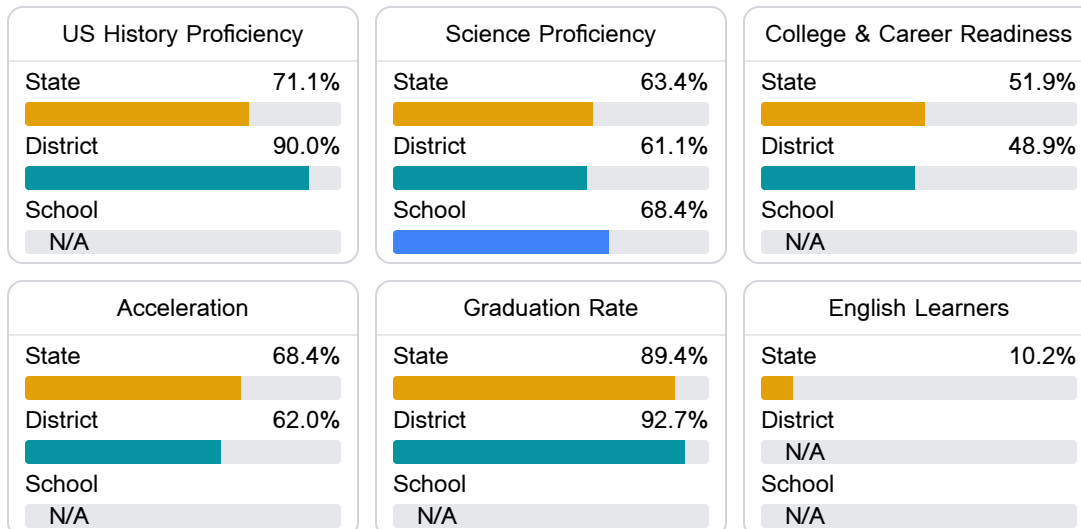 US History Proficiency
State 71.1%
District 90.0%
School
N/A
Science Proficiency
State 63.4%
District 61.1%
School 68.4%
College & Career Readiness
State 51.9%
District 48.9%
School
N/A
Acceleration
State 68.4%
District 62.0%
School
N/A
Graduation Rate
State 89.4%
District 92.7%
School
N/A
English Learners
State 10.2%
District
N/A
School
N/A